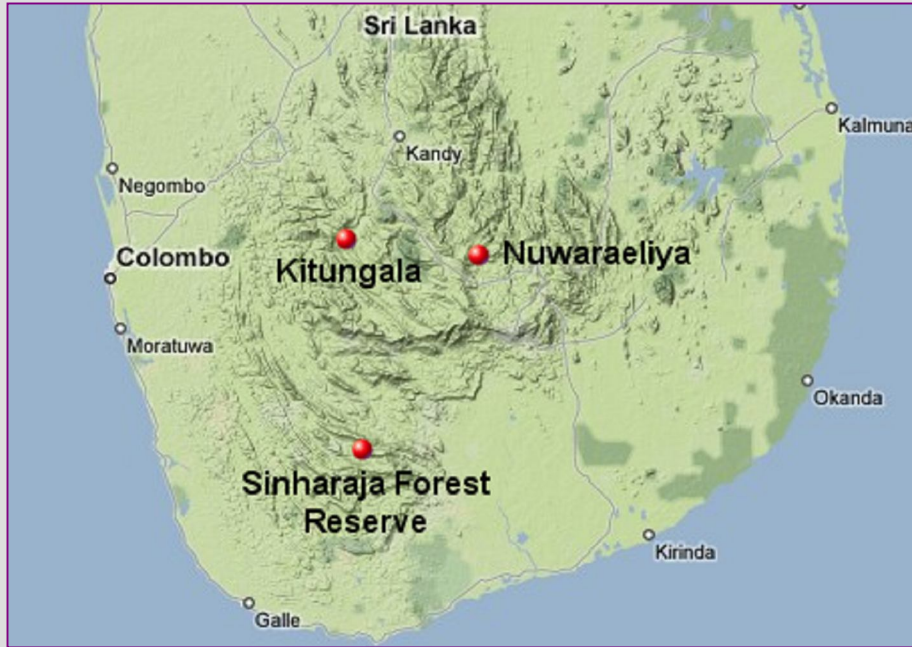 Sri Lanka
Kalmuna
Kandy
Negombo
Nuwaraeliya
Colombo
Kitungala
Moratuwa
Okanda
Sinharaja Forest
Reserve
Kirinda
Galle